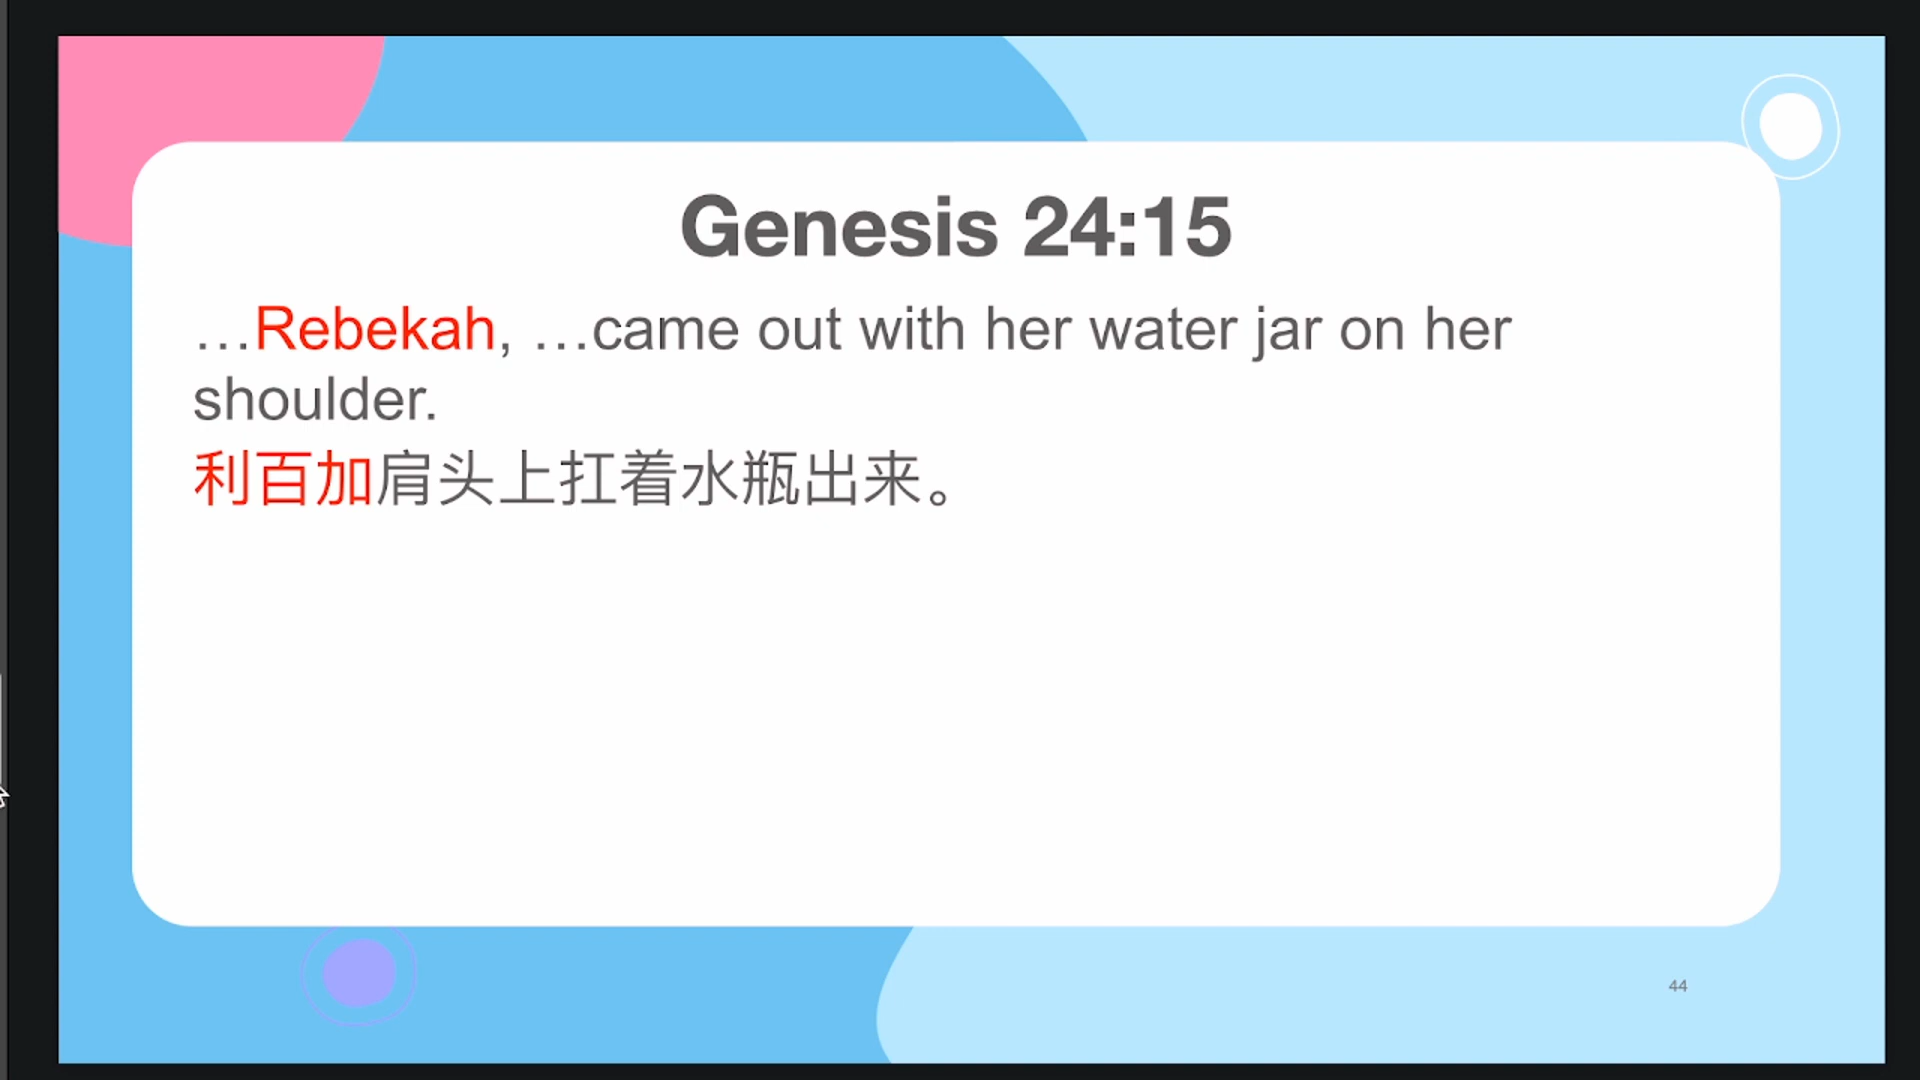 Genesis 24:15
…Rebekah, …came out with her water jar on her
shoulder.
利百加肩头上扛着水瓶出来。
44